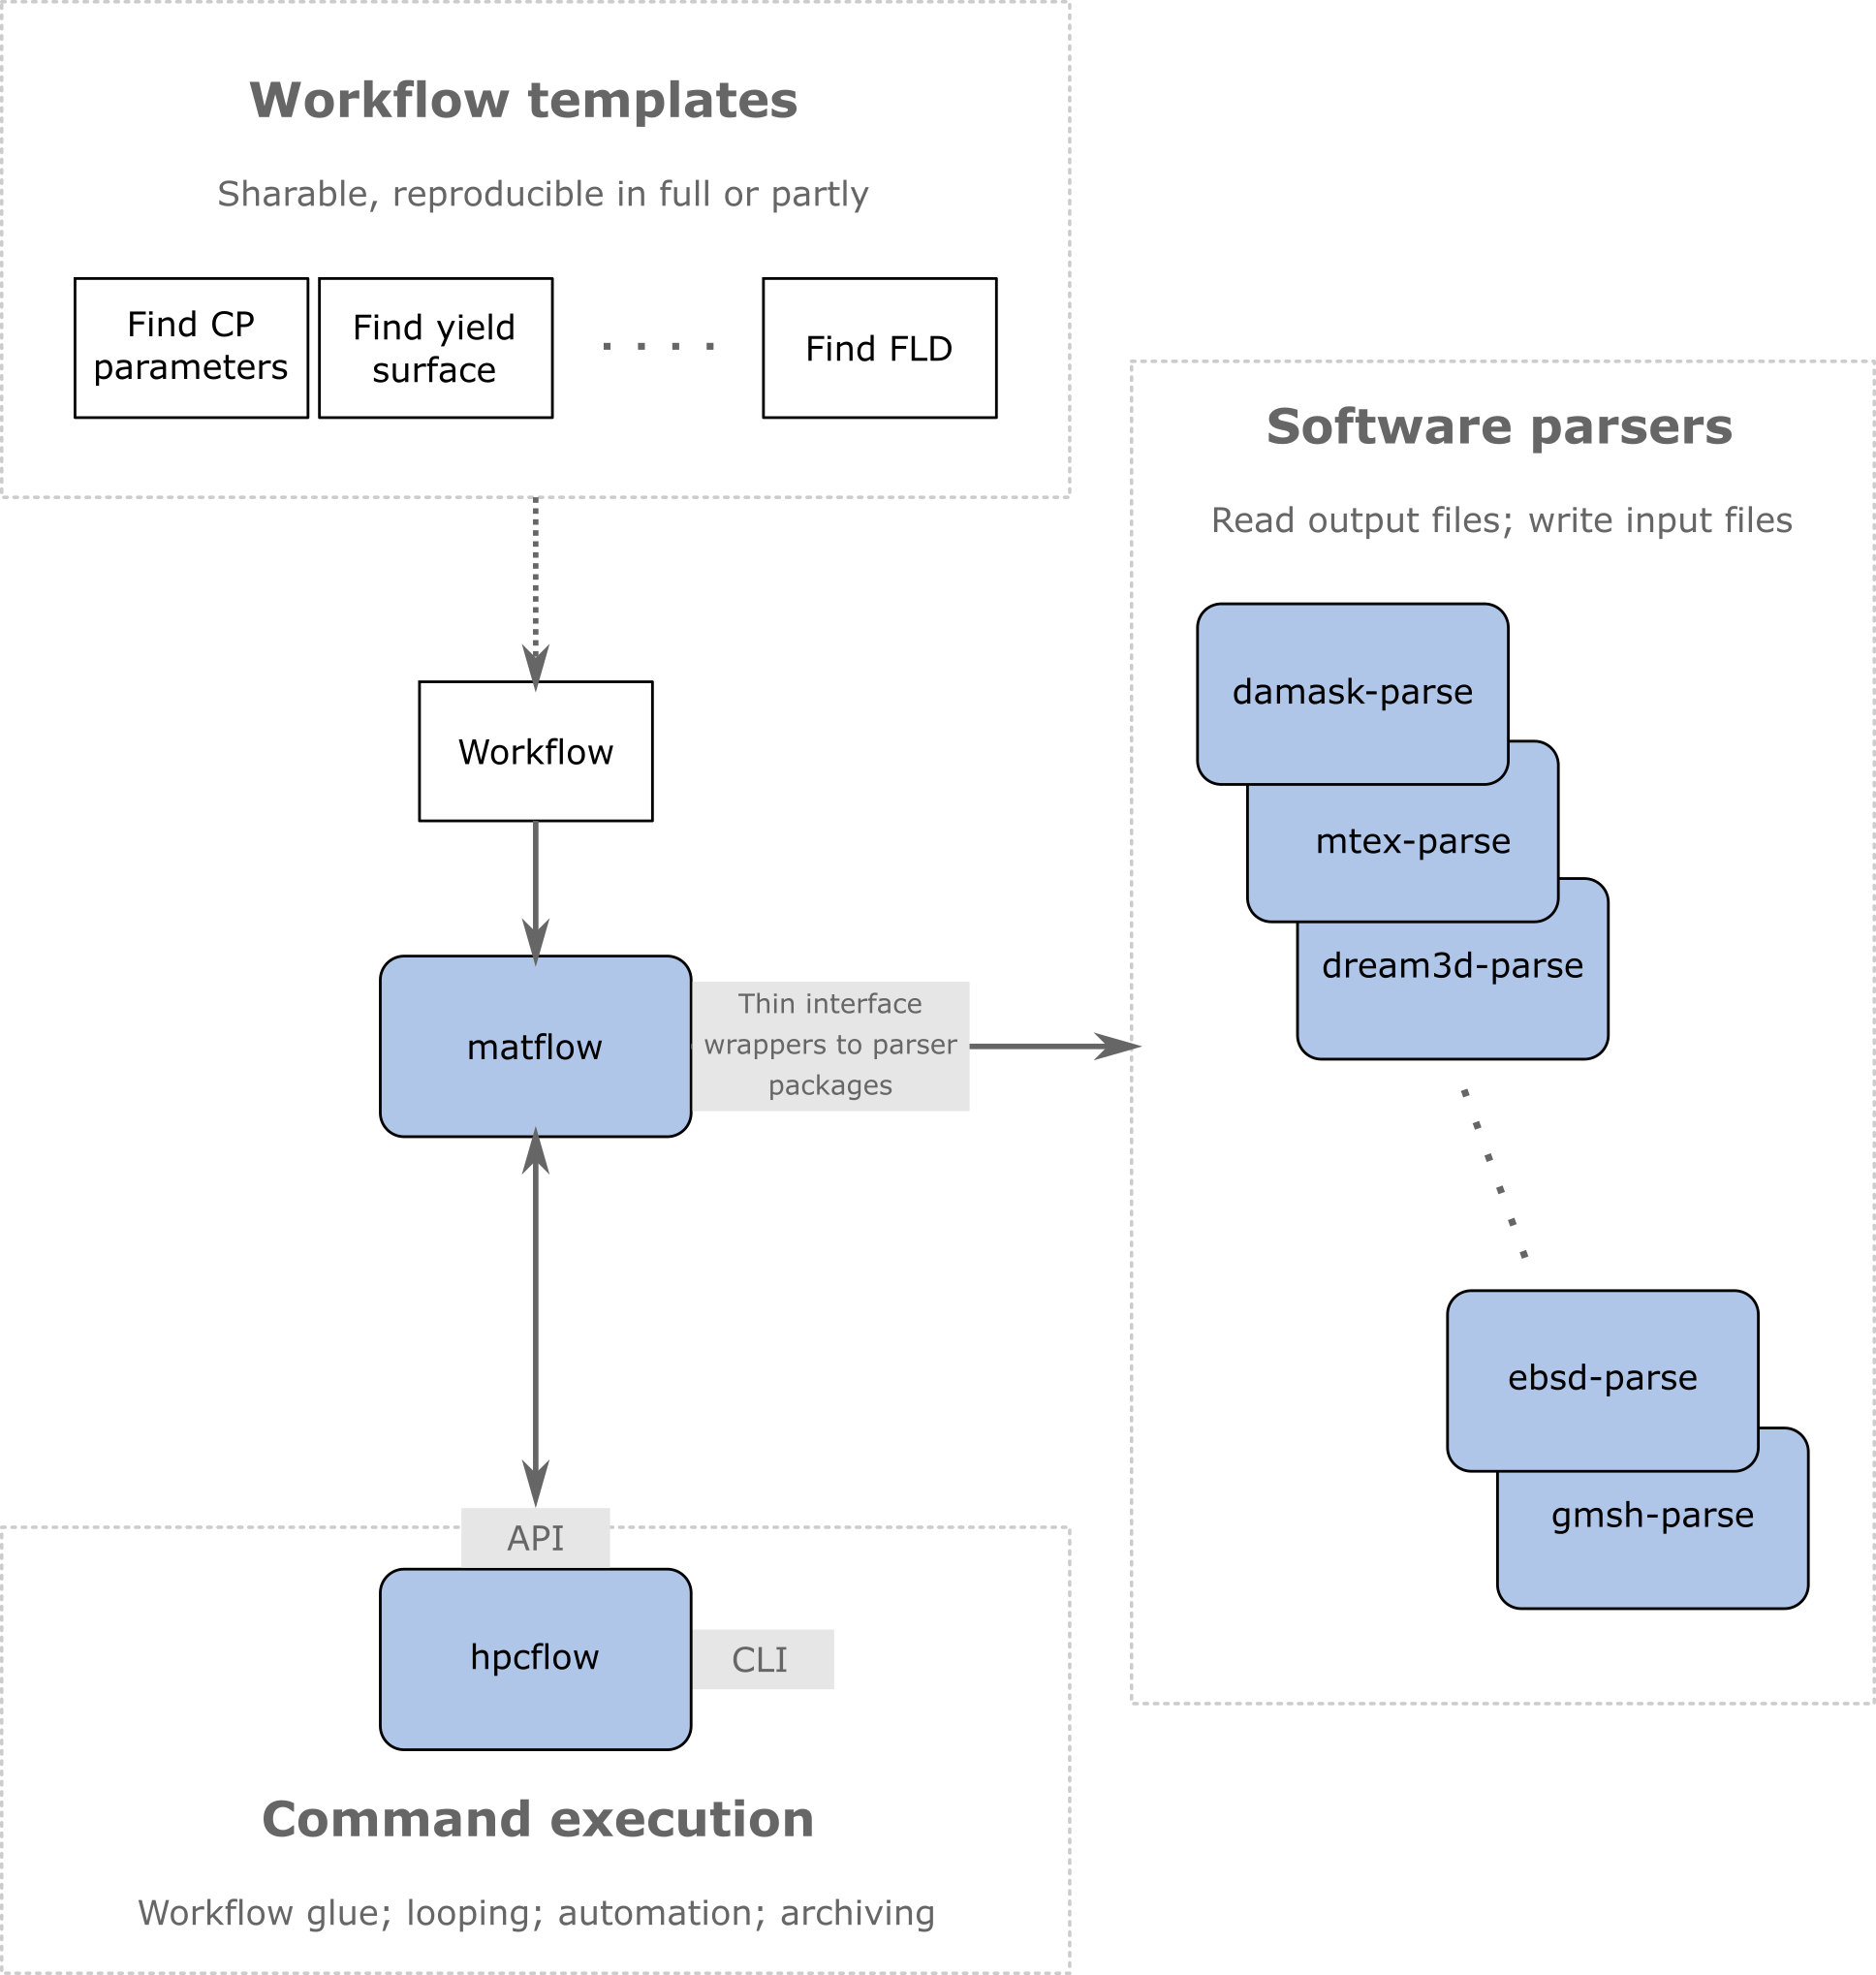 Workflow templates
Sharable, reproducible in full or partly
Find CP
parameters
Find yield
surface
Find FLD
Workflow
matflow
Thin interface
wrappers to parser
packages
API
hpcflow
CLI
Command execution
Workflow glue; looping; automation; archiving
Software parsers
Read output files; write input files
damask-parse
mtex-parse
dream3d-parse
ebsd-parse
gmsh-parse